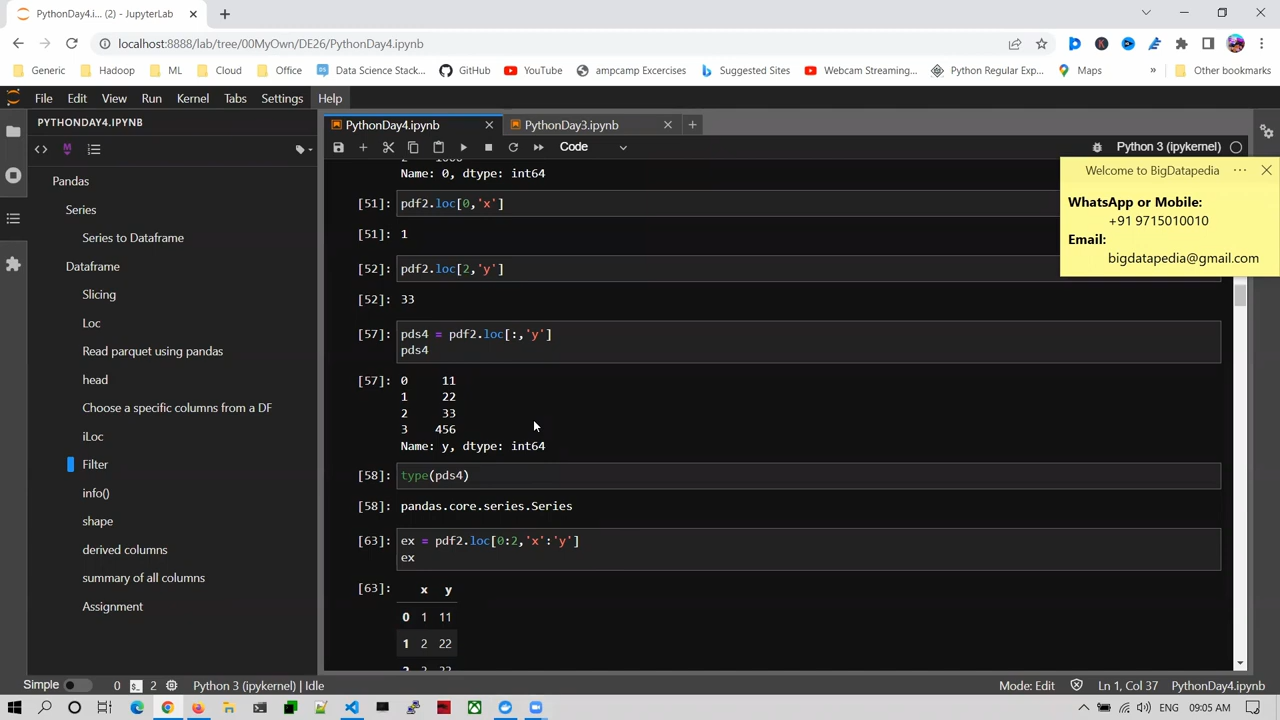 PythonDay4.i... (2) - JupyterLab
localhost:8888/lab/tree/00MyOwn/DE26/PythonDay4.ipynb
Generic Hadoop ML Cloud Office Data Science Stack... GitHub YouTube ampcamp Excercises Suggested Sites Webcam Streaming... Python Regular Exp... Maps » Other bookmarks
File Edit View Run Kernel Tabs Settings Help
PYTHONDAY4.IPYNB
PythonDay4.ipynb PythonDay3.ipynb
Code Python 3 (ipykernel)
Pandas
Series
Series to Dataframe
Dataframe
Slicing
Loc
Read parquet using pandas
head
Choose a specific columns from a DF
iLoc
Filter
info()
shape
derived columns
summary of all columns
Assignment
Name: 0, dtype: int64
[51]: pdf2.loc[0,'x']
[51]: 1
[52]: pdf2.loc[2,'y']
[52]: 33
[57]: pds4 = pdf2.loc[:,'y']
pds4
[57]: 0 11
1 22
2 33
3 456
Name: y, dtype: int64
[58]: type(pds4)
[58]: pandas.core.series.Series
[63]: ex = pdf2.loc[0:2,'x':'y']
ex
[63]: x y
0 1 11
1 2 22
Welcome to BigDatapedia
WhatsApp or Mobile:
+91 9715010010
Email:
bigdatapedia@gmail.com
Simple 0 2 Python 3 (ipykernel) | Idle Mode: Edit Ln 1, Col 37 PythonDay4.ipynb
ENG 09:05 AM